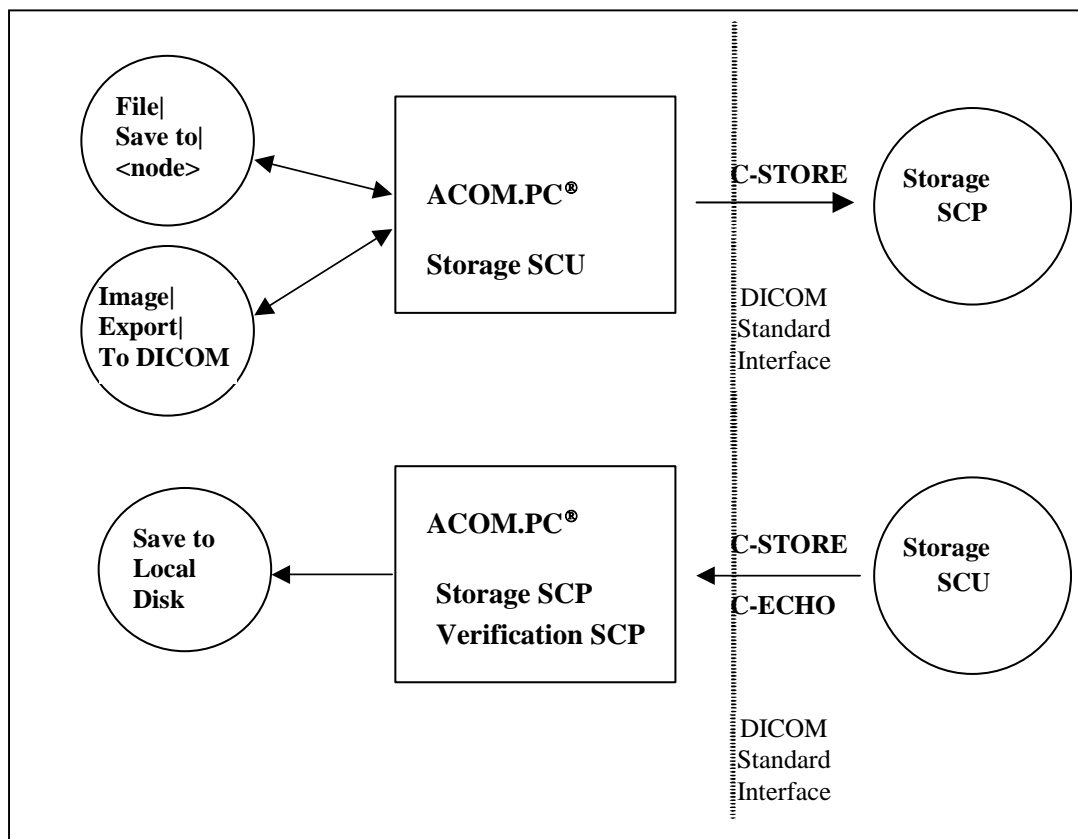 File|
Save to|
<node>
Image|
Export|
To DICOM
ACOM.PC®
Storage SCU
C-STORE
DICOM
Standard
Interface
Storage
SCP
Save to
Local
Disk
ACOM.PC®
Storage SCP
Verification SCP
C-STORE
C-ECHO
DICOM
Standard
Interface
Storage
SCU